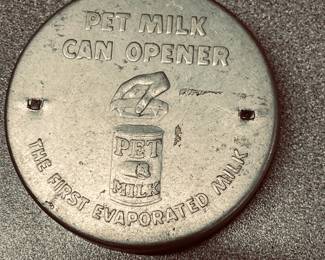 PET MILK
CAN OPENER
PET
MILK
THE FIRST EVAPORATED MILK